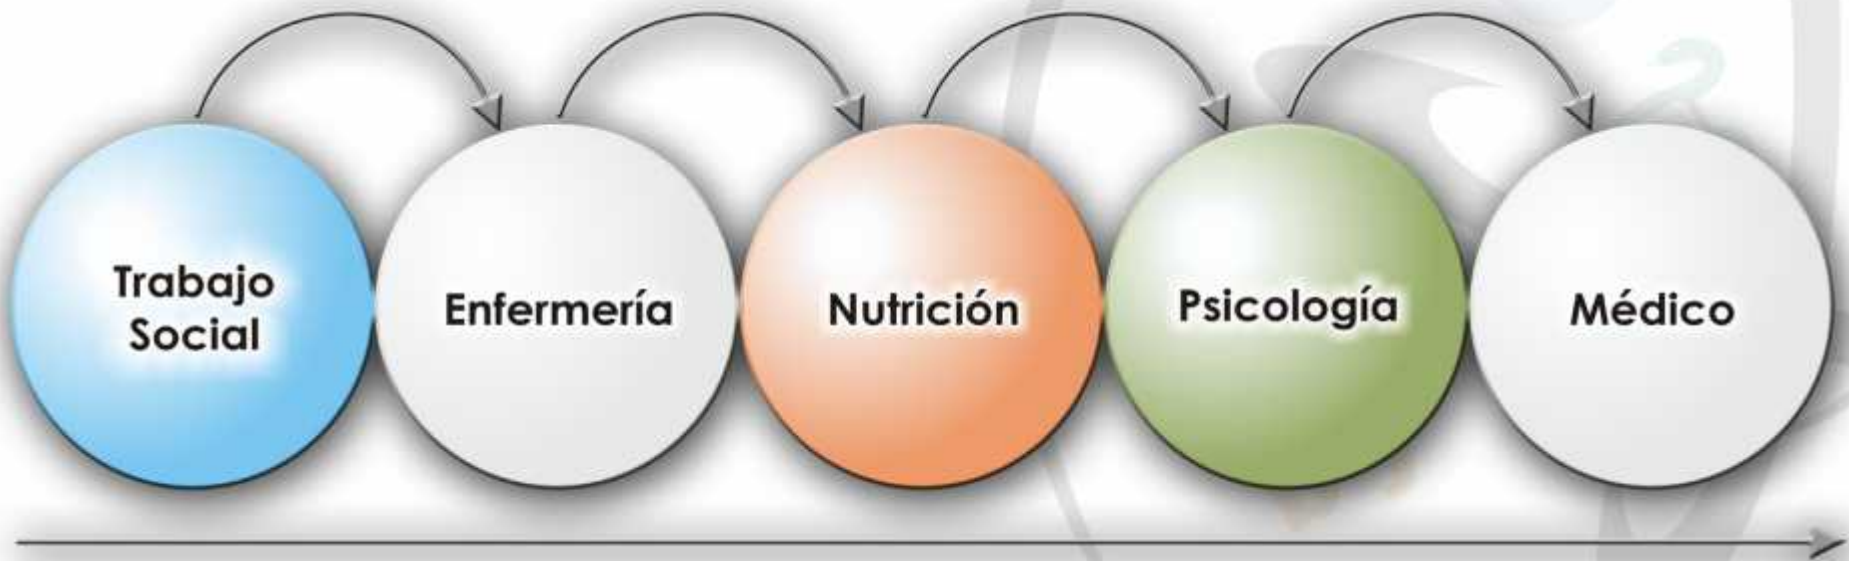 Trabajo
Social
Enfermería
Nutrición
Psicología
Médico